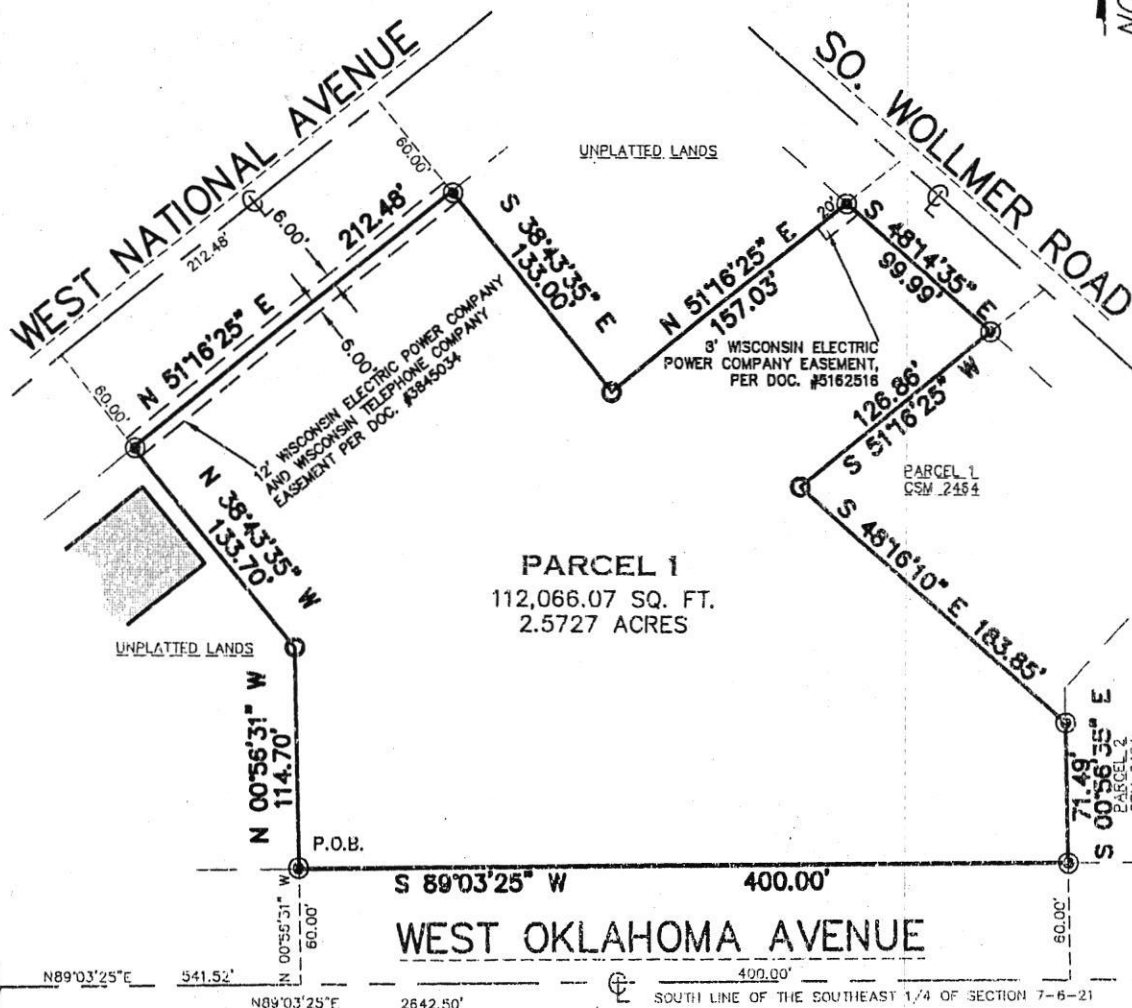 NO
WEST NATIONAL AVENUE
SO. WOLLMER ROAD
UNPLATTED LANDS
60.00'
6.00'
212.48'
212.48'
N 51°16'25" E
60.00'
6.00'
12' WISCONSIN ELECTRIC POWER COMPANY
AND WISCONSIN TELEPHONE COMPANY
EASEMENT PER DOC. #3845034
S 38°43'35" E
133.00'
N 51°16'25" E
157.03'
20'
S 48°14'35" E
99.99'
3' WISCONSIN ELECTRIC
POWER COMPANY EASEMENT,
PER DOC. #5162516
126.86'
S 51°16'25" W
PARCEL 1
CSM 2454
N 38°43'35" W
133.70'
UNPLATTED LANDS
PARCEL 1
112,066.07 SQ. FT.
2.5727 ACRES
S 48°16'10" E 183.85'
N 00°56'31" W
114.70'
71.49'
S 00°56'35" E
PARCEL 2
P.O.B.
S 89°03'25" W 400.00'
N 00°56'31" W
60.00'
WEST OKLAHOMA AVENUE
60.00'
N89°03'25"E 541.52'
400.00'
N89°03'25"E 2642.50'
SOUTH LINE OF THE SOUTHEAST 1/4 OF SECTION 7-6-21